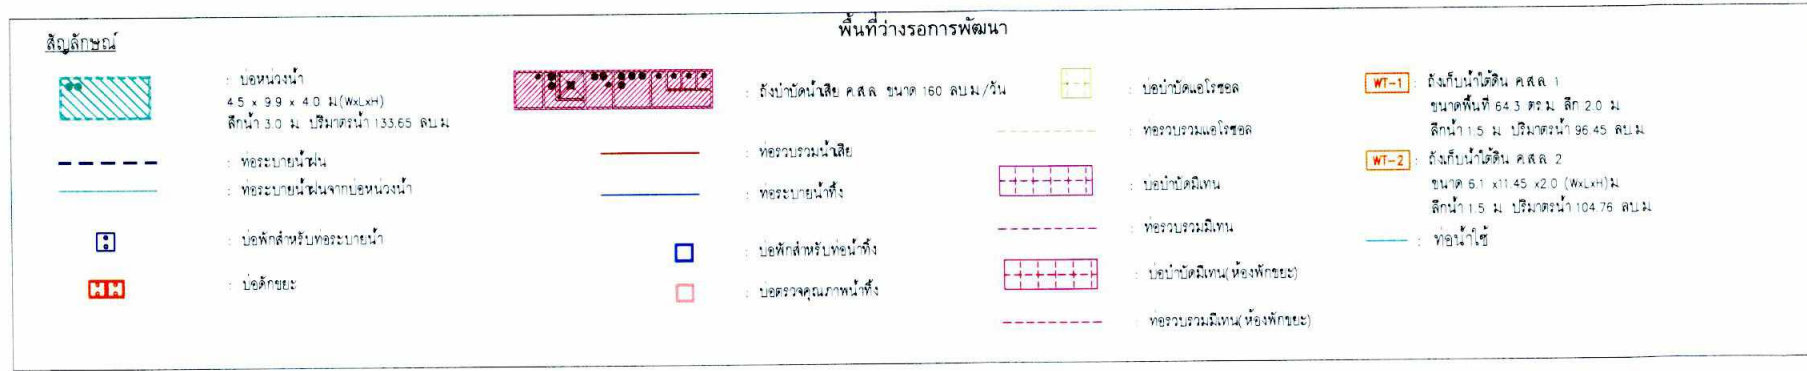 พื้นที่ว่างรอการพัฒนา
สัญลักษณ์
: บ่อหน่วงน้ำ
4.5 x 9.9 x 4.0 ม.(WxLxH)
ลึกน้ำ 3.0 ม. ปริมาตรน้ำ 133.65 ลบ.ม.
: ท่อระบายน้ำฝน
: ท่อระบายน้ำฝนจากบ่อหน่วงน้ำ
: บ่อพักสำหรับท่อระบายน้ำ
: บ่อดักขยะ
: ถังบำบัดน้ำเสีย ค.ส.ล. ขนาด 160 ลบ.ม./วัน
: ท่อรวบรวมน้ำเสีย
: ท่อระบายน้ำทิ้ง
: บ่อพักสำหรับท่อน้ำทิ้ง
: บ่อตรวจคุณภาพน้ำทิ้ง
: บ่อบำบัดแอโรซอล
: ท่อรวบรวมแอโรซอล
: บ่อบำบัดมีเทน
: ท่อรวบรวมมีเทน
: บ่อบำบัดมีเทน(ห้องพักขยะ)
: ท่อรวบรวมมีเทน(ห้องพักขยะ)
WT-1 : ถังเก็บน้ำใต้ดิน ค.ส.ล. 1
ขนาดพื้นที่ 64.3 ตร.ม. ลึก 2.0 ม.
ลึกน้ำ 1.5 ม. ปริมาตรน้ำ 96.45 ลบ.ม.
WT-2 : ถังเก็บน้ำใต้ดิน ค.ส.ล. 2
ขนาด 6.1 x11.45 x2.0 (WxLxH)ม.
ลึกน้ำ 1.5 ม. ปริมาตรน้ำ 104.76 ลบ.ม.
: ท่อน้ำใช้